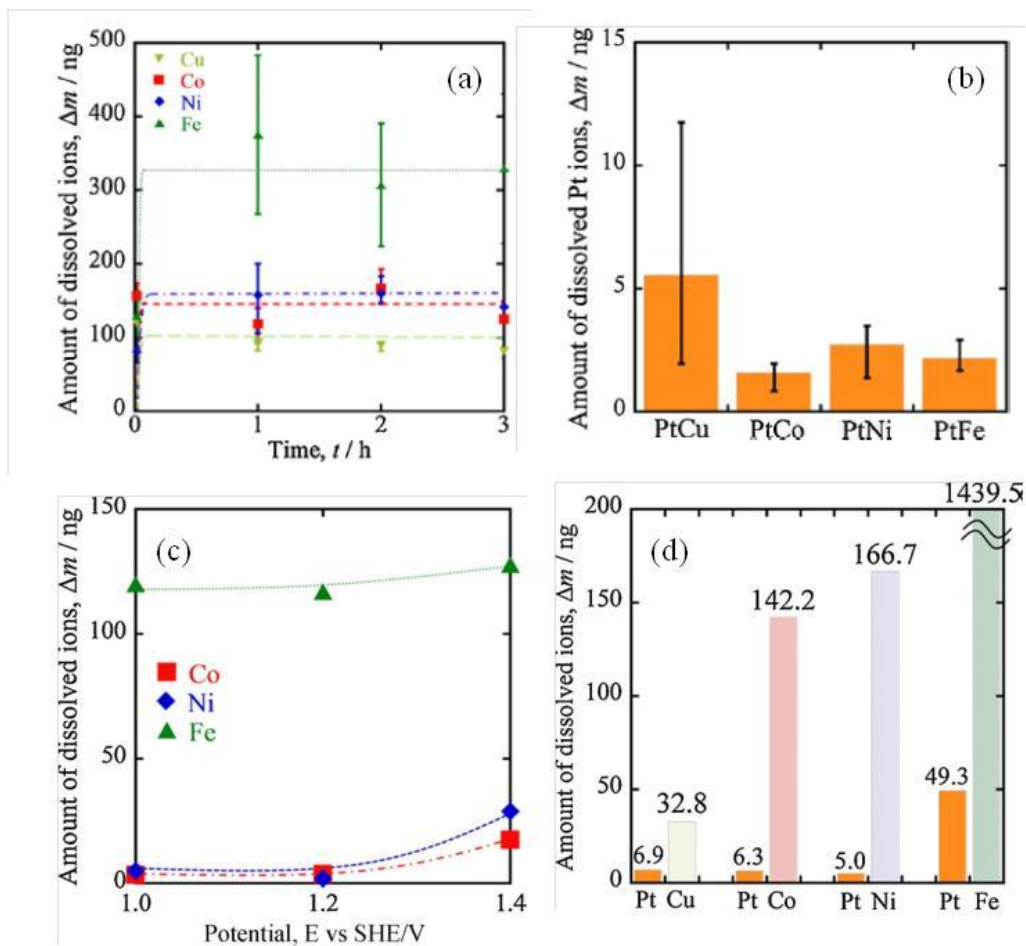 500
400
300
200
100
0
0
1
2
3
Cu
Co
Ni
Fe
(a)
Amount of dissolved ions, Δm / ng
Time, t / h
15
10
5
0
(b)
Amount of dissolved Pt ions, Δm / ng
PtCu PtCo PtNi PtFe
150
100
50
0
1.0
1.2
1.4
(c)
Co
Ni
Fe
Amount of dissolved ions, Δm / ng
Potential, E vs SHE/V
200
150
100
50
0
(d)
1439.5
166.7
142.2
49.3
32.8
6.9
6.3
5.0
Amount of dissolved ions, Δm / ng
Pt Cu Pt Co Pt Ni Pt Fe